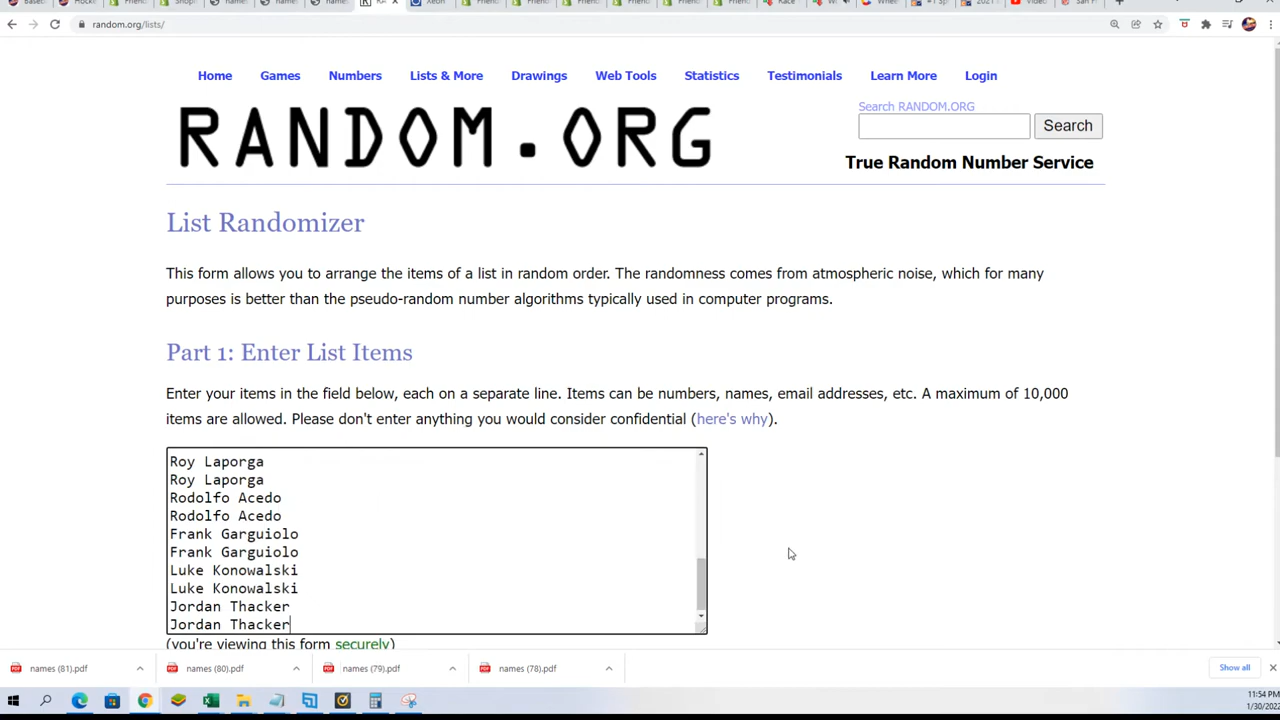 random.org/lists/
Home Games Numbers Lists & More Drawings Web Tools Statistics Testimonials Learn More Login
RANDOM.ORG
Search RANDOM.ORG
Search
True Random Number Service
List Randomizer
This form allows you to arrange the items of a list in random order. The randomness comes from atmospheric noise, which for many
purposes is better than the pseudo-random number algorithms typically used in computer programs.
Part 1: Enter List Items
Enter your items in the field below, each on a separate line. Items can be numbers, names, email addresses, etc. A maximum of 10,000
items are allowed. Please don't enter anything you would consider confidential (here's why).
Roy Laporga
Roy Laporga
Rodolfo Acedo
Rodolfo Acedo
Frank Garguiolo
Frank Garguiolo
Luke Konowalski
Luke Konowalski
Jordan Thacker
Jordan Thacker
(you're viewing this form securely)
names (81).pdf names (80).pdf names (79).pdf names (78).pdf Show all
11:54 PM